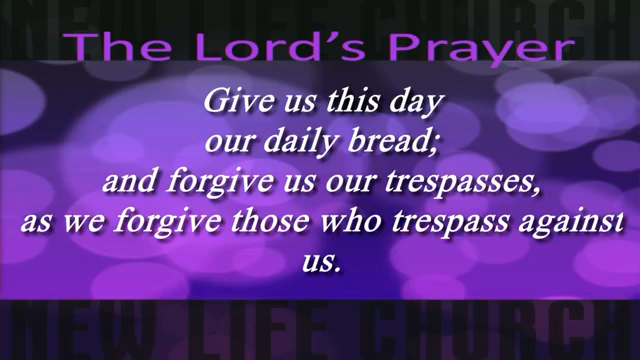 NEW LIFE CHURCH
The Lord's Prayer
Give us this day
our daily bread;
and forgive us our trespasses,
as we forgive those who trespass against
us.
NEW LIFE CHURCH